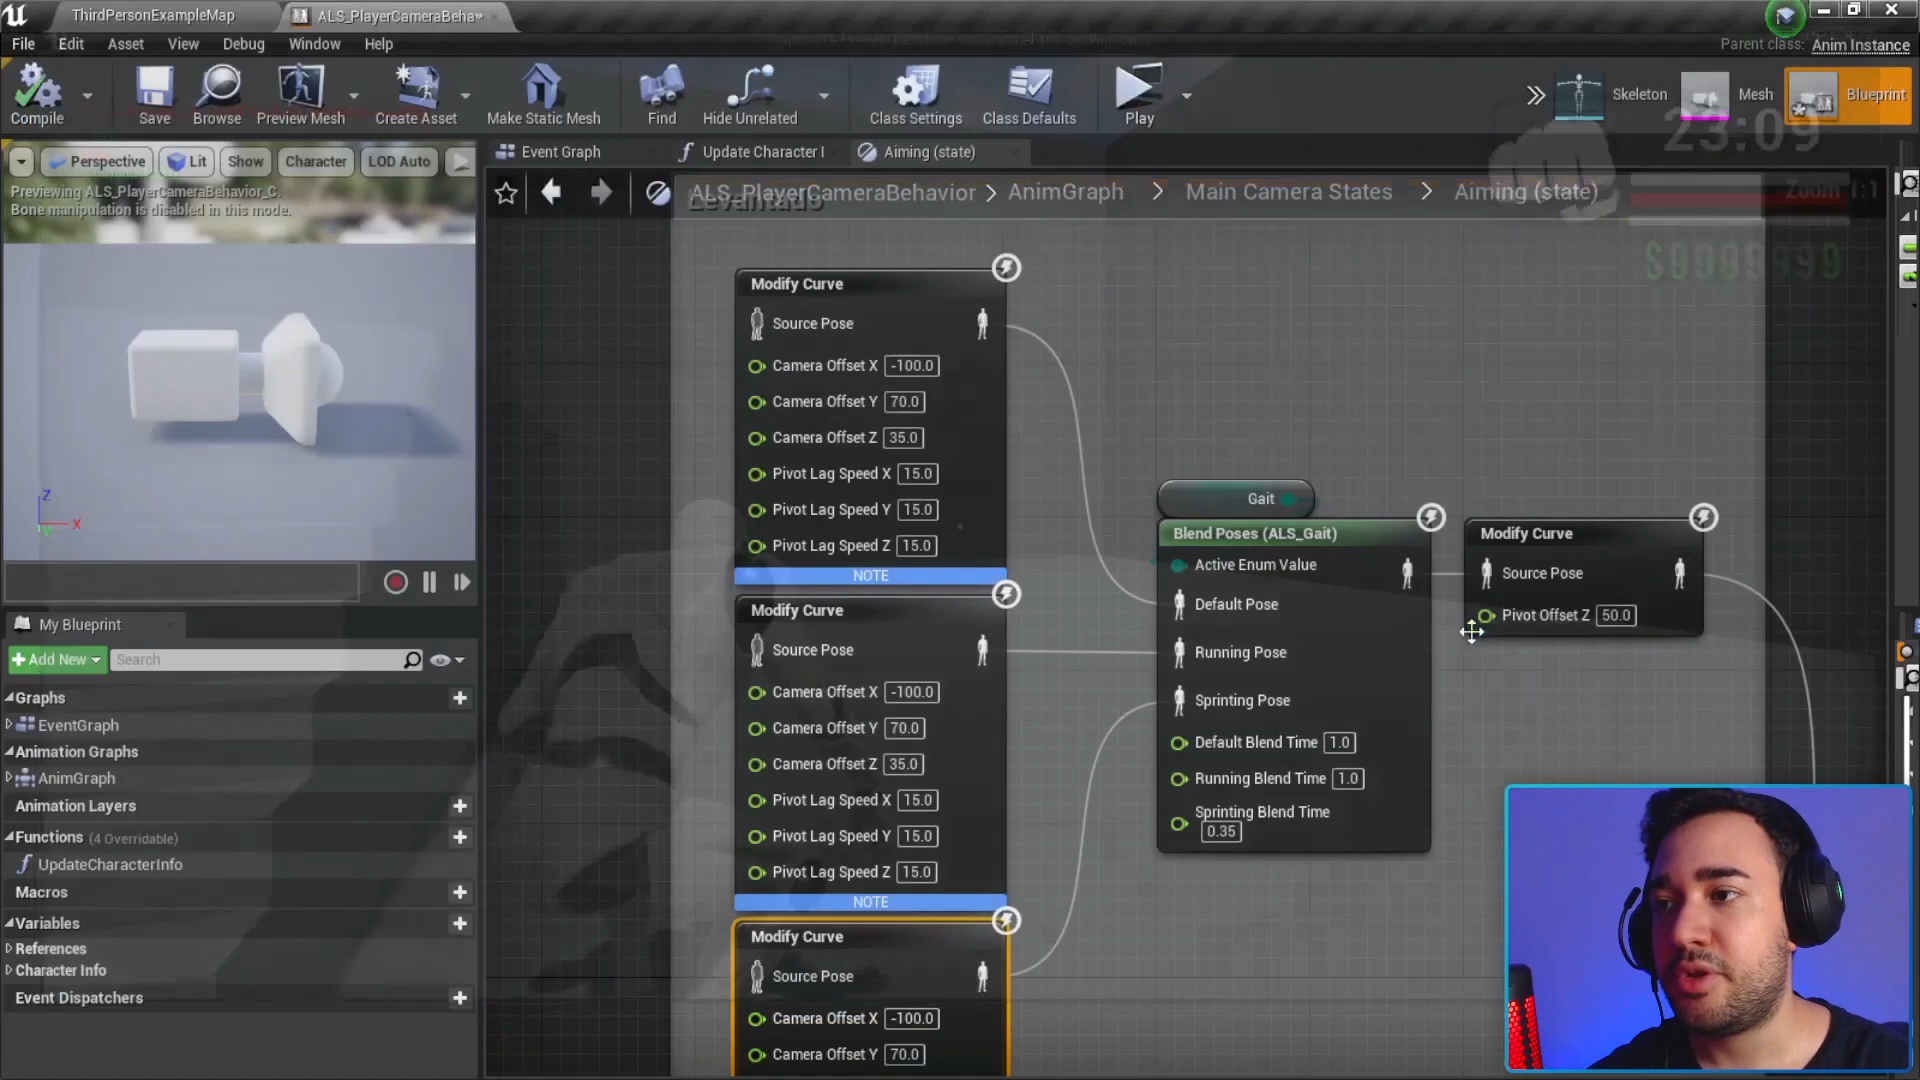 ThirdPersonExampleMap
ALS_PlayerCameraBeha
File Edit Asset View Debug Window Help
Parent class: Anim Instance
Compile
Save
Browse
Preview Mesh
Create Asset
Make Static Mesh
Find
Hide Unrelated
Class Settings
Class Defaults
Play
Skeleton
Mesh
Blueprint
23:09
Perspective
Lit
Show
Character
LOD Auto
Event Graph
Update Character I
Aiming (state)
Previewing ALS_PlayerCameraBehavior_C.
Bone manipulation is disabled in this mode.
ALS_PlayerCameraBehavior > AnimGraph > Main Camera States > Aiming (state)
Zoom 1:1
Levantado
$9999999
Modify Curve
Source Pose
Camera Offset X -100.0
Camera Offset Y 70.0
Camera Offset Z 35.0
Pivot Lag Speed X 15.0
Pivot Lag Speed Y 15.0
Pivot Lag Speed Z 15.0
NOTE
Modify Curve
Source Pose
Camera Offset X -100.0
Camera Offset Y 70.0
Camera Offset Z 35.0
Pivot Lag Speed X 15.0
Pivot Lag Speed Y 15.0
Pivot Lag Speed Z 15.0
NOTE
Modify Curve
Source Pose
Camera Offset X -100.0
Camera Offset Y 70.0
Gait
Blend Poses (ALS_Gait)
Active Enum Value
Default Pose
Running Pose
Sprinting Pose
Default Blend Time 1.0
Running Blend Time 1.0
Sprinting Blend Time
0.35
Modify Curve
Source Pose
Pivot Offset Z 50.0
Z
X
Y
My Blueprint
Add New
Search
Graphs
EventGraph
Animation Graphs
AnimGraph
Animation Layers
Functions (4 Overridable)
UpdateCharacterInfo
Macros
Variables
References
Character Info
Event Dispatchers